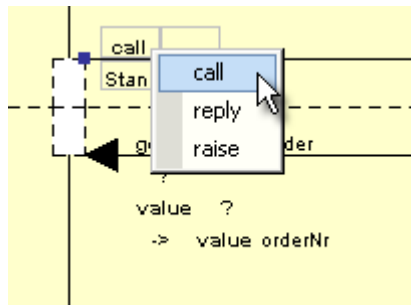 call
Stan
call
reply
raise
g
der
?
value ?
-> value orderNr